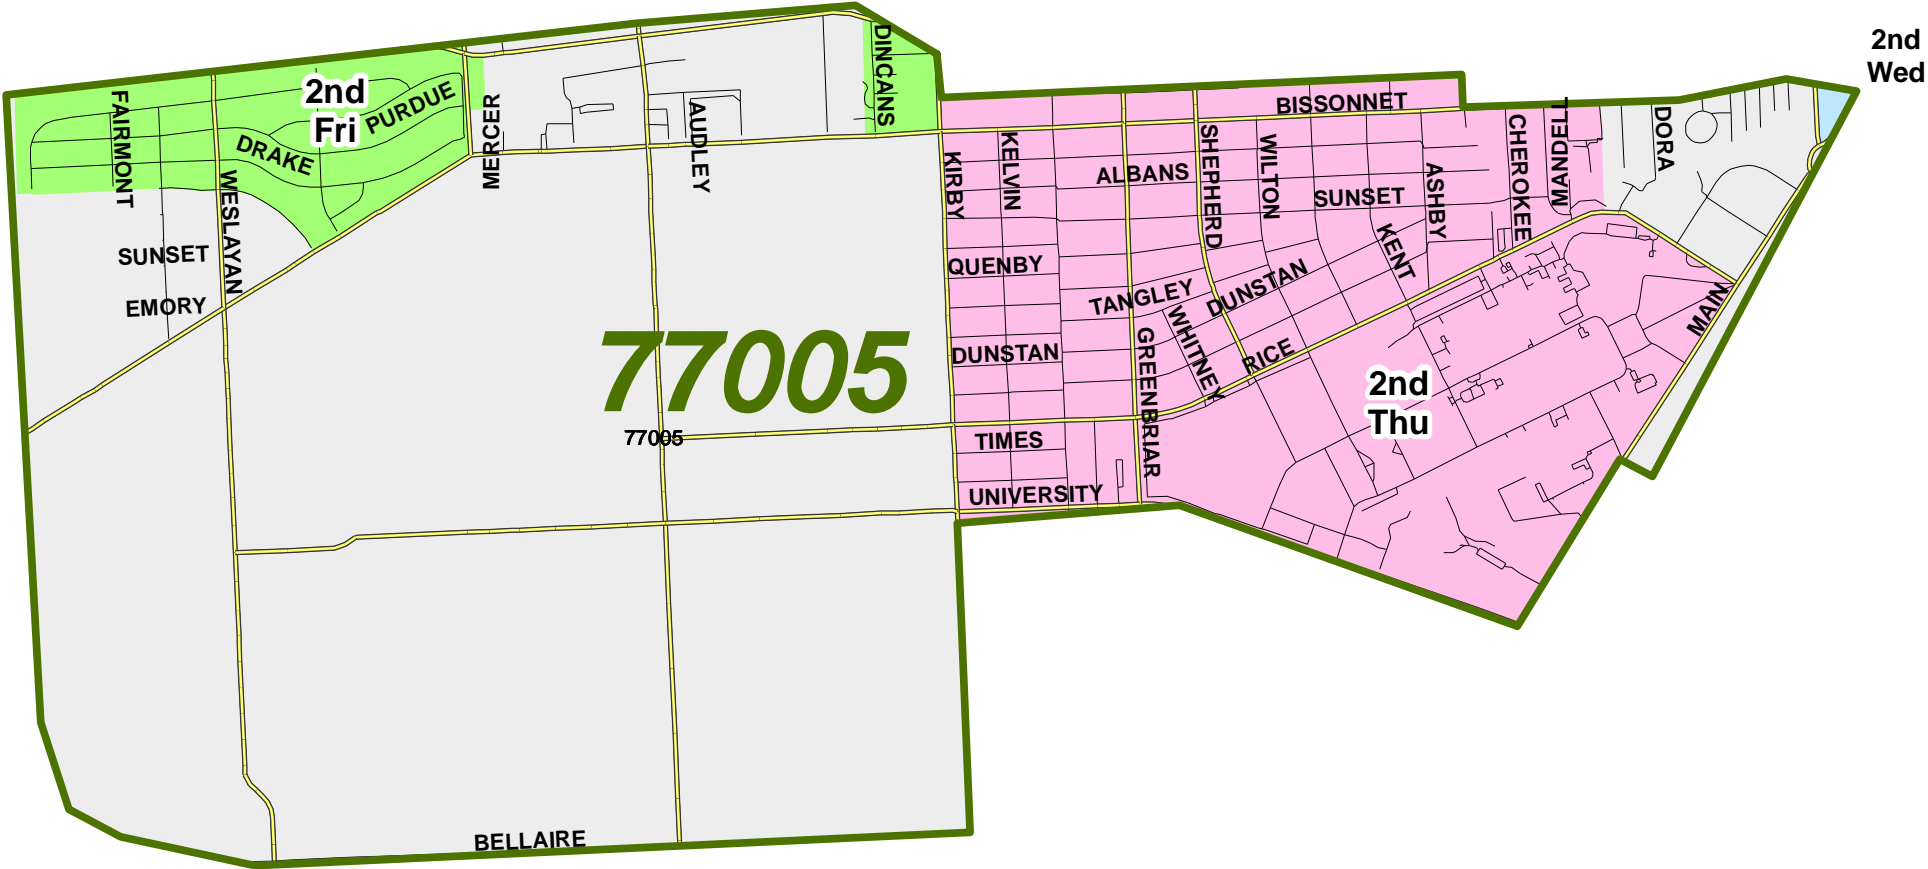 2nd
Wed
DINCANS
2nd
Fri
PURDUE
FAIRMONT
MERCER
AUDLEY
BISSONNET
CHEROKEE
MANDELL
DORA
DRAKE
KIRBY
KELVIN
ALBANS
SHEPHERD
WILTON
SUNSET
ASHBY
WESLAYAN
SUNSET
QUENBY
KENT
EMORY
TANGLEY
DUNSTAN
WHITNEY
MAIN
77005
DUNSTAN
GREENBRIAR
RICE
2nd
Thu
77005
TIMES
UNIVERSITY
BELLAIRE